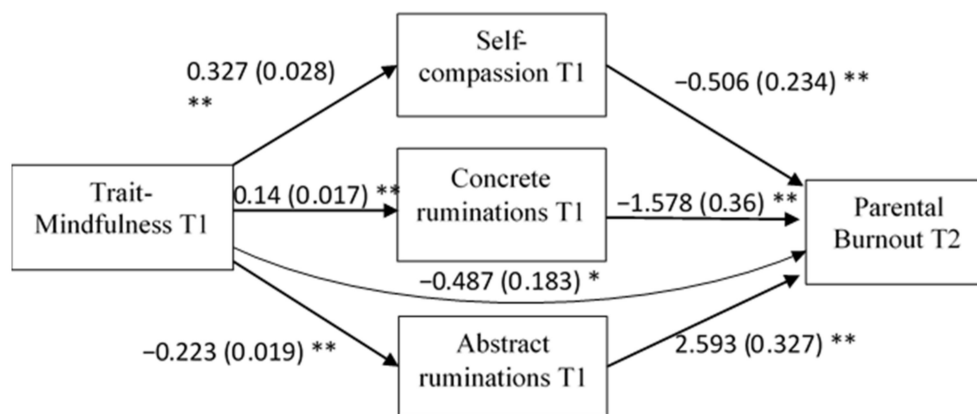 Self-
compassion T1
0.327 (0.028)
**
−0.506 (0.234) **
Trait-
Mindfulness T1
0.14 (0.017) **
Concrete
ruminations T1
−1.578 (0.36) **
Parental
Burnout T2
−0.487 (0.183) *
−0.223 (0.019) **
Abstract
ruminations T1
2.593 (0.327) **